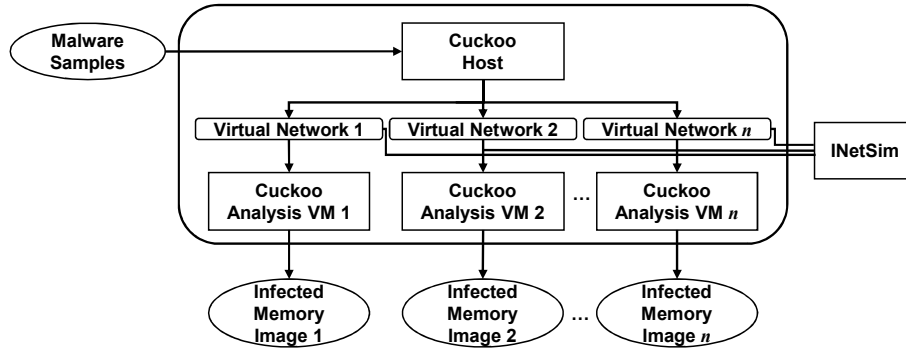 Malware
Samples
Cuckoo
Host
Virtual Network 1
Virtual Network 2
Virtual Network n
INetSim
Cuckoo
Analysis VM 1
Cuckoo
Analysis VM 2
...
Cuckoo
Analysis VM n
Infected
Memory
Image 1
Infected
Memory
Image 2
...
Infected
Memory
Image n